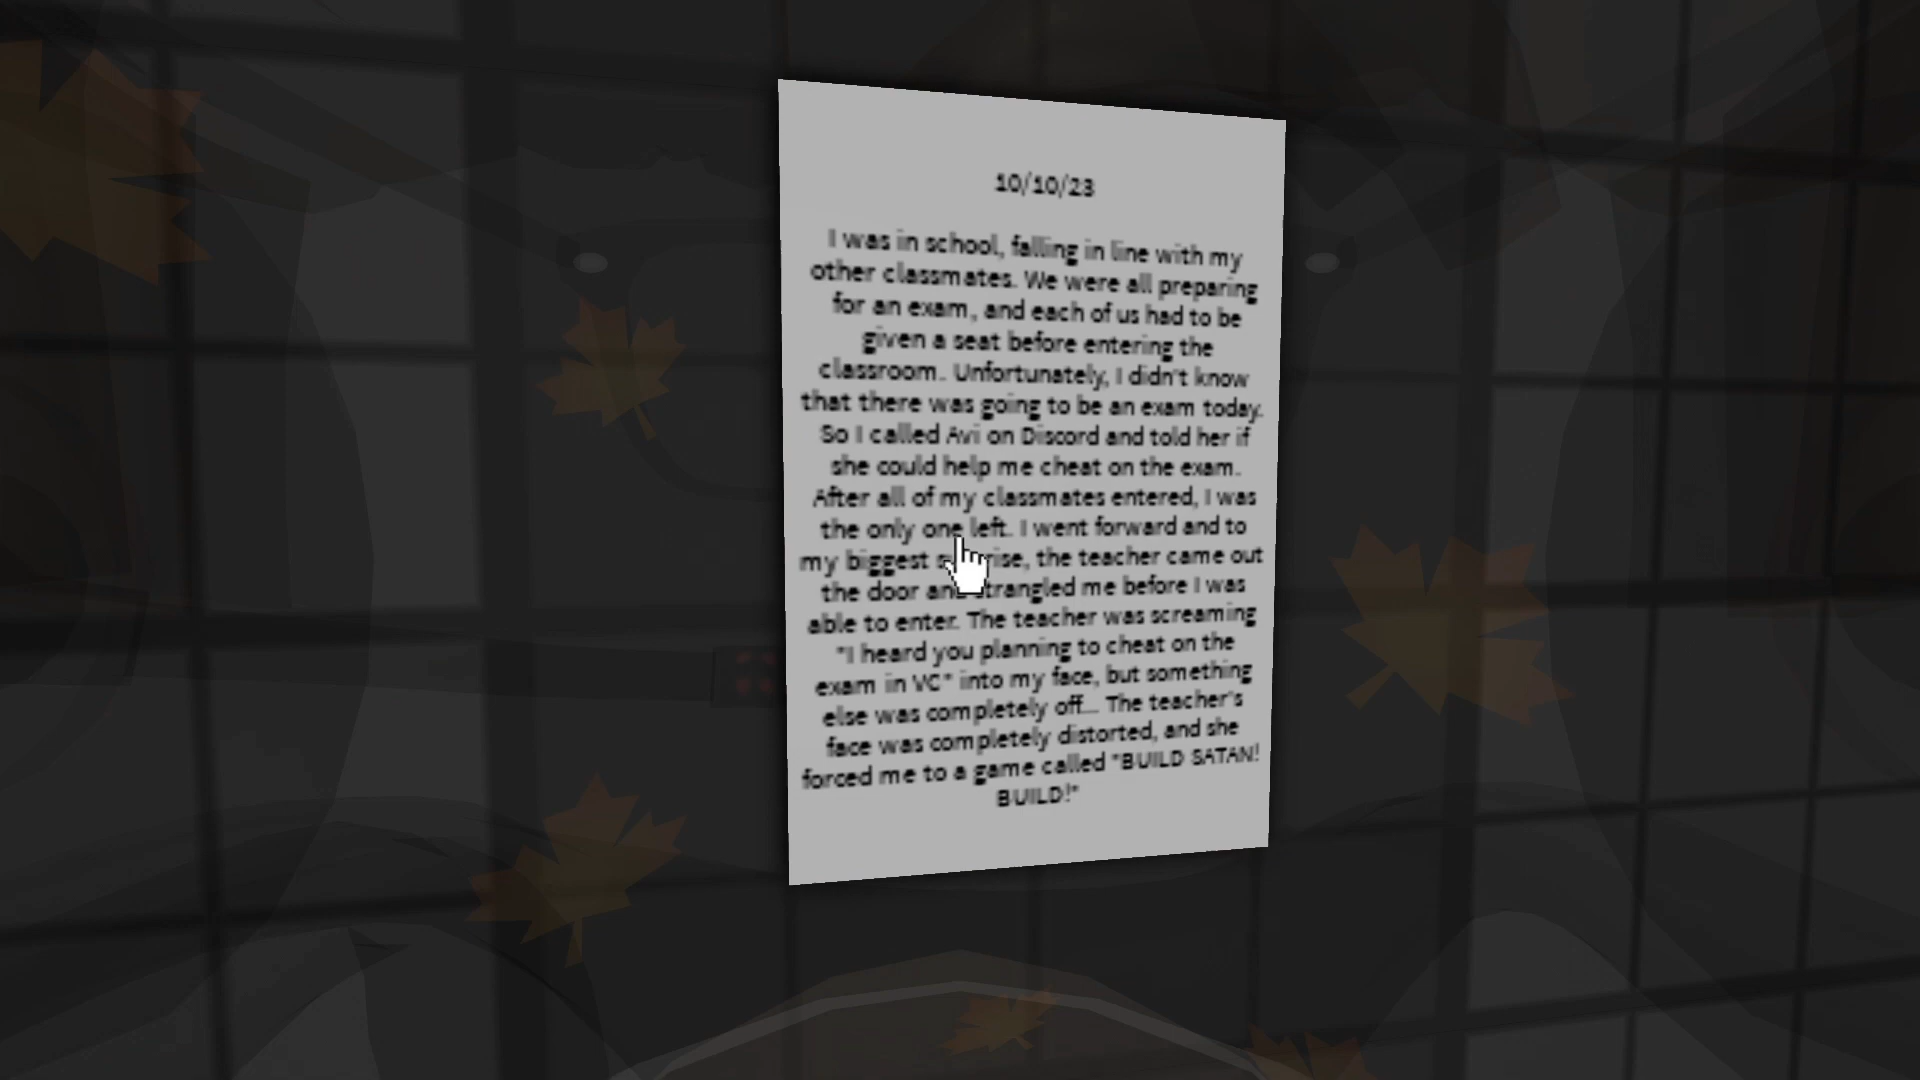 10/10/23
I was in school, falling in line with my
other classmates. We were all preparing
for an exam, and each of us had to be
given a seat before entering the
classroom. Unfortunately, I didn't know
that there was going to be an exam today.
So I called Avi on Discord and told her if
she could help me cheat on the exam.
After all of my classmates entered, I was
the only one left. I went forward and to
my biggest surprise, the teacher came out
the door and strangled me before I was
able to enter. The teacher was screaming
"I heard you planning to cheat on the
exam in VC" into my face, but something
else was completely off... The teacher's
face was completely distorted, and she
forced me to a game called "BUILD SATAN!
BUILD!"